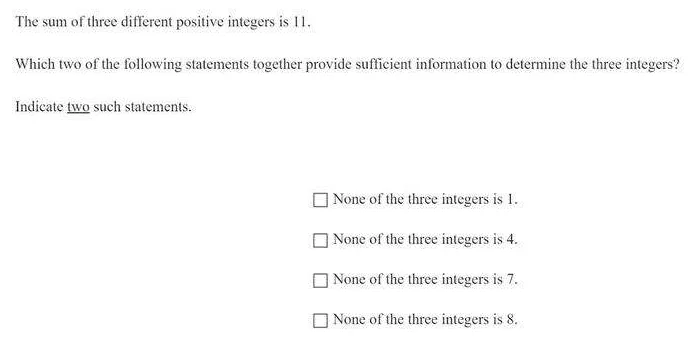 The sum of three different positive integers is 11.
Which two of the following statements together provide sufficient information to determine the three integers?
Indicate two such statements.
None of the three integers is 1.
None of the three integers is 4.
None of the three integers is 7.
None of the three integers is 8.